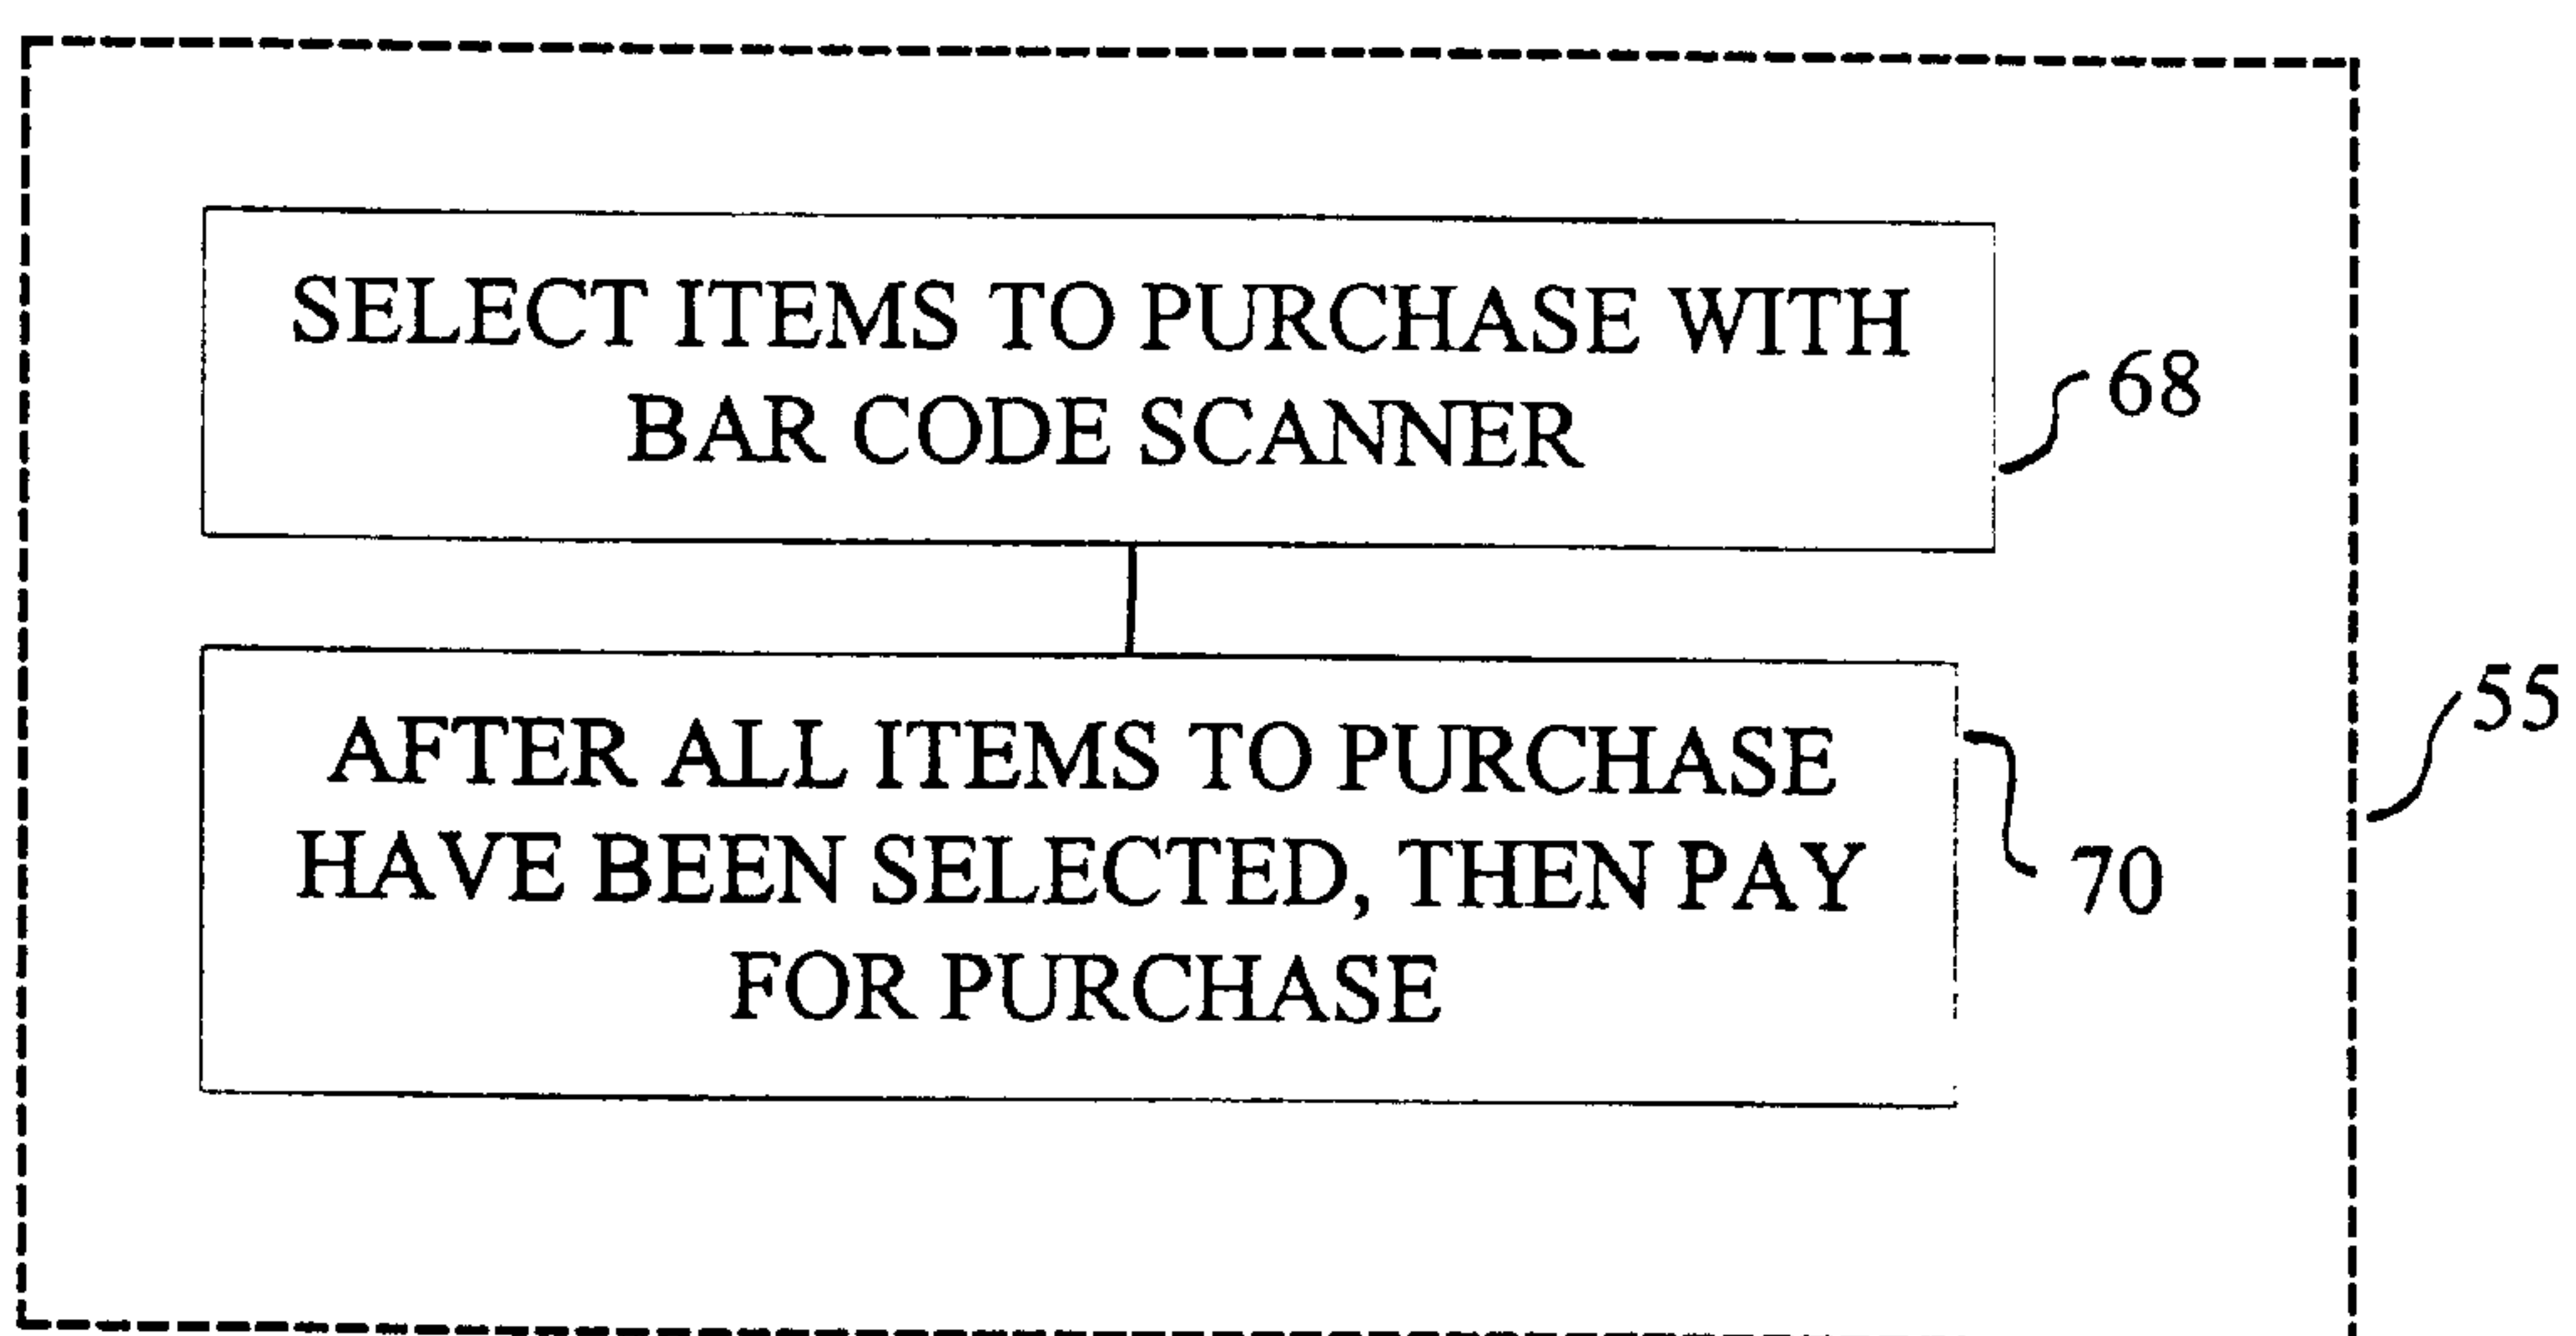 SELECT ITEMS TO PURCHASE WITH
BAR CODE SCANNER
68
AFTER ALL ITEMS TO PURCHASE
HAVE BEEN SELECTED, THEN PAY
FOR PURCHASE
70
55